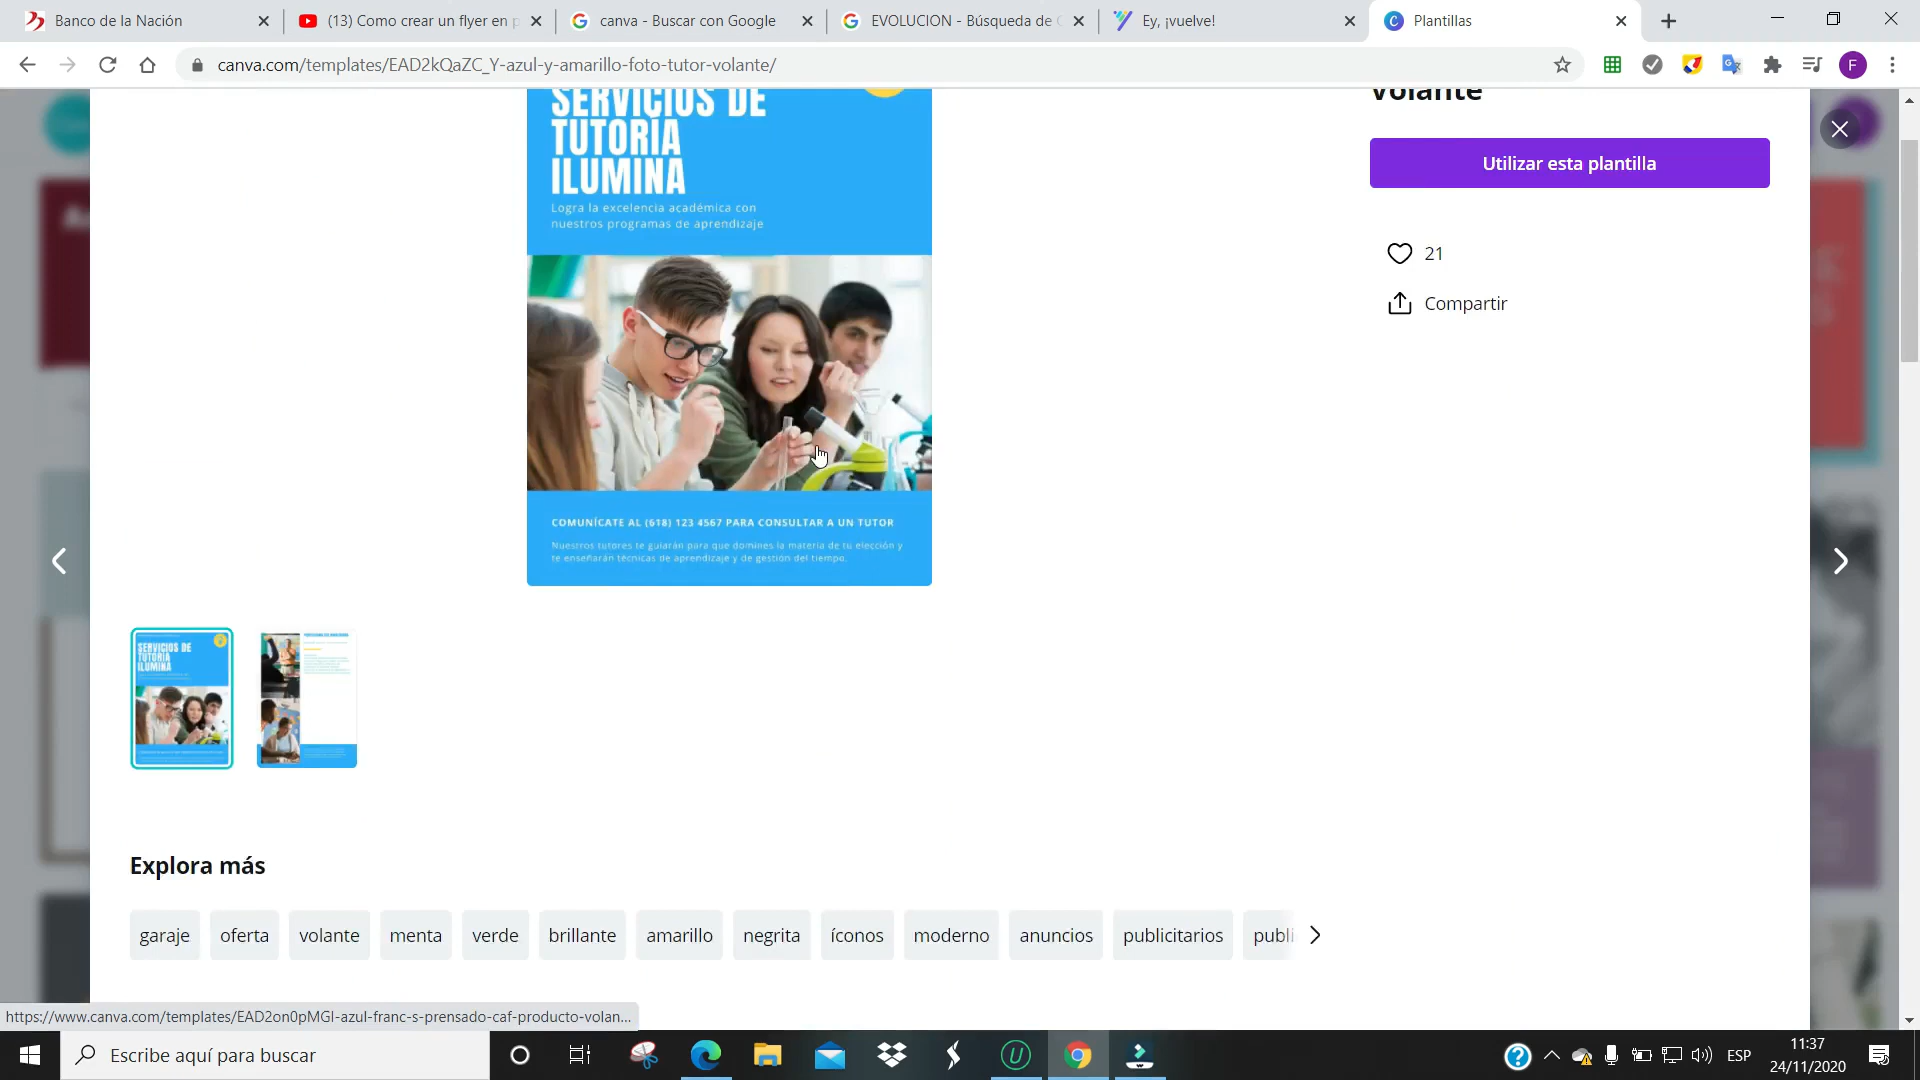 Banco de la Nación
(13) Como crear un flyer en p
canva - Buscar con Google
EVOLUCION - Búsqueda de G
Ey, ¡vuelve!
Plantillas
canva.com/templates/EAD2kQaZC_Y-azul-y-amarillo-foto-tutor-volante/
F
Volante
Utilizar esta plantilla
21
Compartir
SERVICIOS DE
TUTORÍA
ILUMINA
Logra la excelencia académica con
nuestros programas de aprendizaje
COMUNÍCATE AL (618) 123 4567 PARA CONSULTAR A UN TUTOR
Nuestros tutores te guiarán para que domines la materia de tu elección y
te enseñarán técnicas de aprendizaje y de gestión del tiempo.
SERVICIOS DE
TUTORÍA
ILUMINA
Explora más
garaje
oferta
volante
menta
verde
brillante
amarillo
negrita
íconos
moderno
anuncios
publicitarios
publi
https://www.canva.com/templates/EAD2on0pMGI-azul-franc-s-prensado-caf-producto-volan...
Escribe aquí para buscar
ESP
11:37
24/11/2020